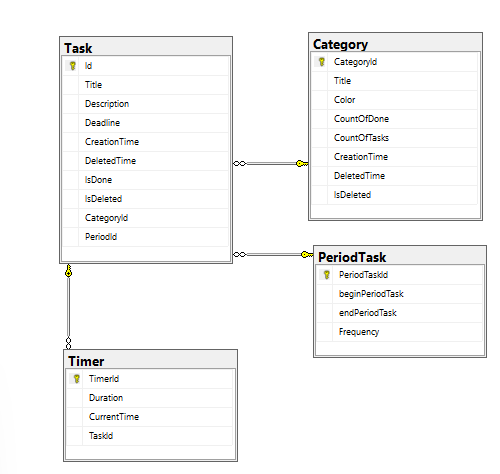 Task
Id
Title
Description
Deadline
CreationTime
DeletedTime
IsDone
IsDeleted
CategoryId
PeriodId
Category
CategoryId
Title
Color
CountOfDone
CountOfTasks
CreationTime
DeletedTime
IsDeleted
PeriodTask
PeriodTaskId
beginPeriodTask
endPeriodTask
Frequency
Timer
TimerId
Duration
CurrentTime
TaskId